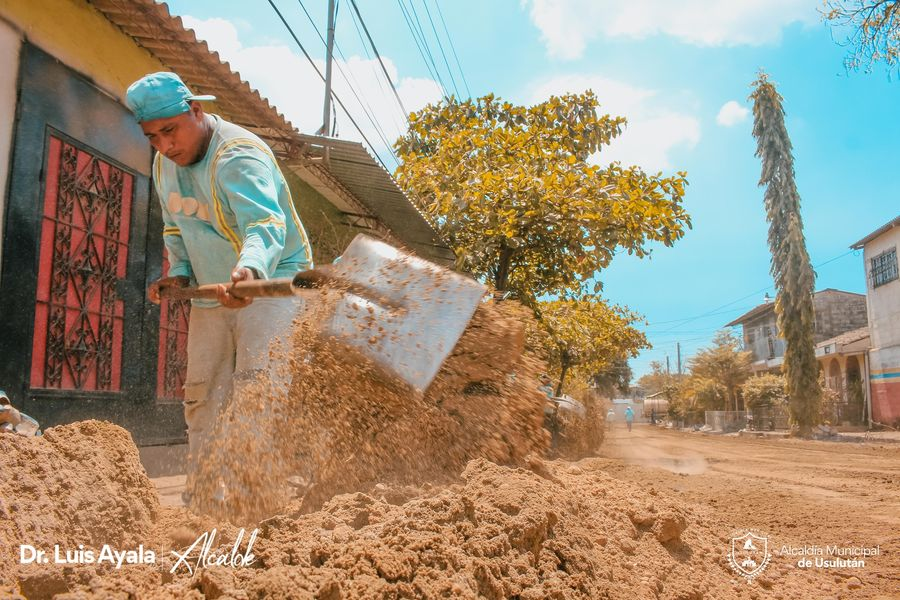 Dr. Luis Ayala | Alcalde
Alcaldía Municipal
de Usulután